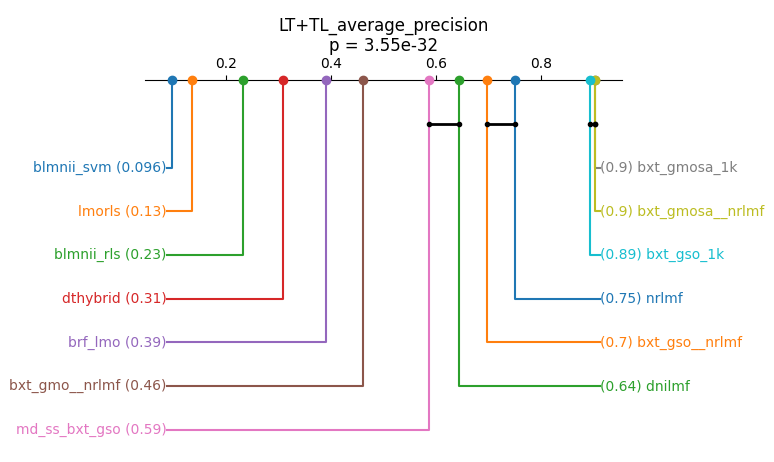 LT+TL_average_precision
p = 3.55e-32
0.2 0.4 0.6 0.8
blmnii_svm (0.096)
(0.9) bxt_gmosa_1k
lmorls (0.13)
(0.9) bxt_gmosa__nrlmf
blmnii_rls (0.23)
(0.89) bxt_gso_1k
dthybrid (0.31)
(0.75) nrlmf
brf_lmo (0.39)
(0.7) bxt_gso__nrlmf
bxt_gmo__nrlmf (0.46)
(0.64) dnilmf
md_ss_bxt_gso (0.59)